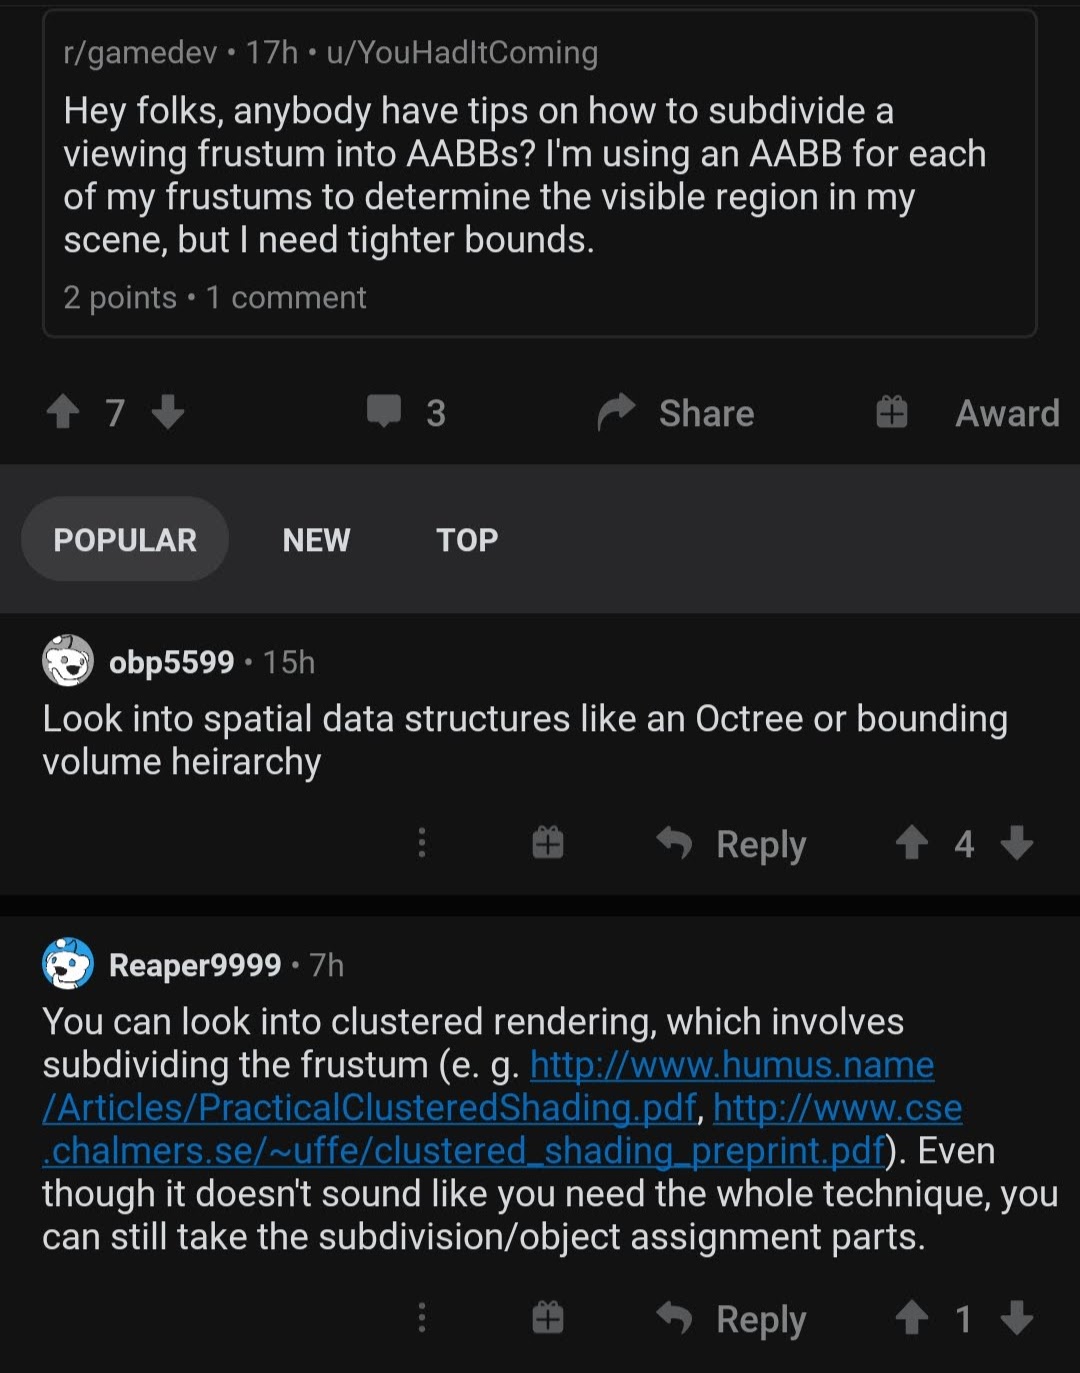 r/gamedev • 17h • u/YouHadItComing
Hey folks, anybody have tips on how to subdivide a
viewing frustum into AABBs? I'm using an AABB for each
of my frustums to determine the visible region in my
scene, but I need tighter bounds.
2 points • 1 comment
7 3 Share Award
POPULAR NEW TOP
obp5599 • 15h
Look into spatial data structures like an Octree or bounding
volume heirarchy
Reply 4
Reaper9999 • 7h
You can look into clustered rendering, which involves
subdividing the frustum (e. g. http://www.humus.name
/Articles/PracticalClusteredShading.pdf, http://www.cse
.chalmers.se/~uffe/clustered_shading_preprint.pdf). Even
though it doesn't sound like you need the whole technique, you
can still take the subdivision/object assignment parts.
Reply 1